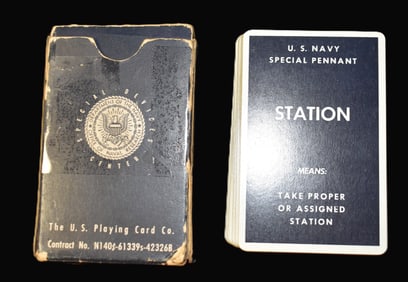 SPECIAL DEVICES
CENTER
The U.S. Playing Card Co.
Contract No. N140s-61339s-42326B
U. S. NAVY
SPECIAL PENNANT
STATION
MEANS:
TAKE PROPER
OR ASSIGNED
STATION